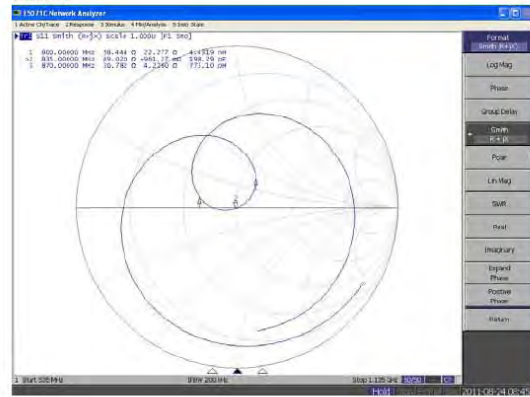 E5071C Network Analyzer
1 Active Ch/Trace 2 Response 3 Stimulus 4 Mkr/Analysis 5 Instr State
Tr1 S11 Smith (R+jX) Scale 1.000U [F1 Smo]
1 800.00000 MHz 58.444 Ω 22.277 Ω 4.4319 nH
>2 835.00000 MHz 49.020 Ω -961.27 mΩ 198.29 pF
3 870.00000 MHz 30.782 Ω 4.2260 Ω 773.10 pH
Format
Smith (R+jX)
Log Mag
Phase
Group Delay
Smith
R + jX
Polar
Lin Mag
SWR
Real
Imaginary
Expand
Phase
Positive
Phase
Return
1 Start 535 MHz
IFBW 200 kHz
Stop 1.135 GHz
Hold
2011-08-24 08:45